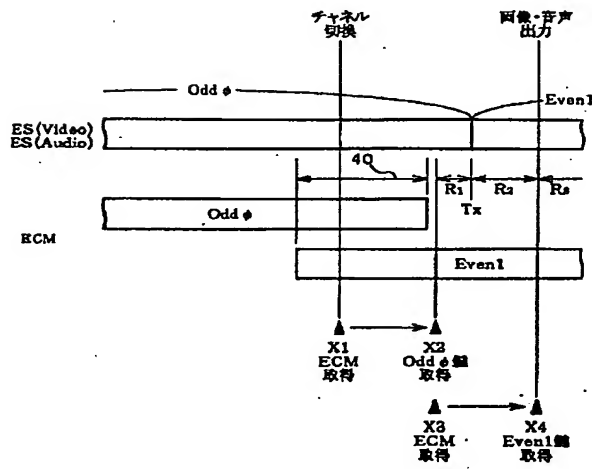 チャネル
切換
画像・音声
出力
Odd φ
Even1
ES(Video)
ES(Audio)
40
R1
R2
R3
Tx
Odd φ
ECM
Even1
X1
ECM
取得
X2
Odd φ鍵
取得
X3
ECM
取得
X4
Even1鍵
取得